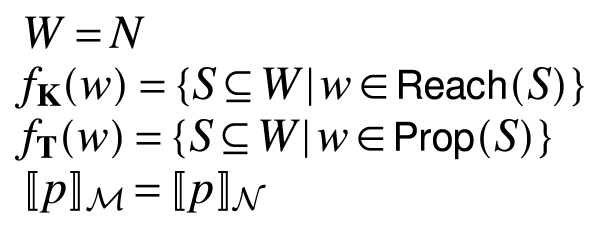 W = N
f_K(w) = {S ⊆ W | w ∈ Reach(S)}
f_T(w) = {S ⊆ W | w ∈ Prop(S)}
⟦p⟧_ℳ = ⟦p⟧_𝒩